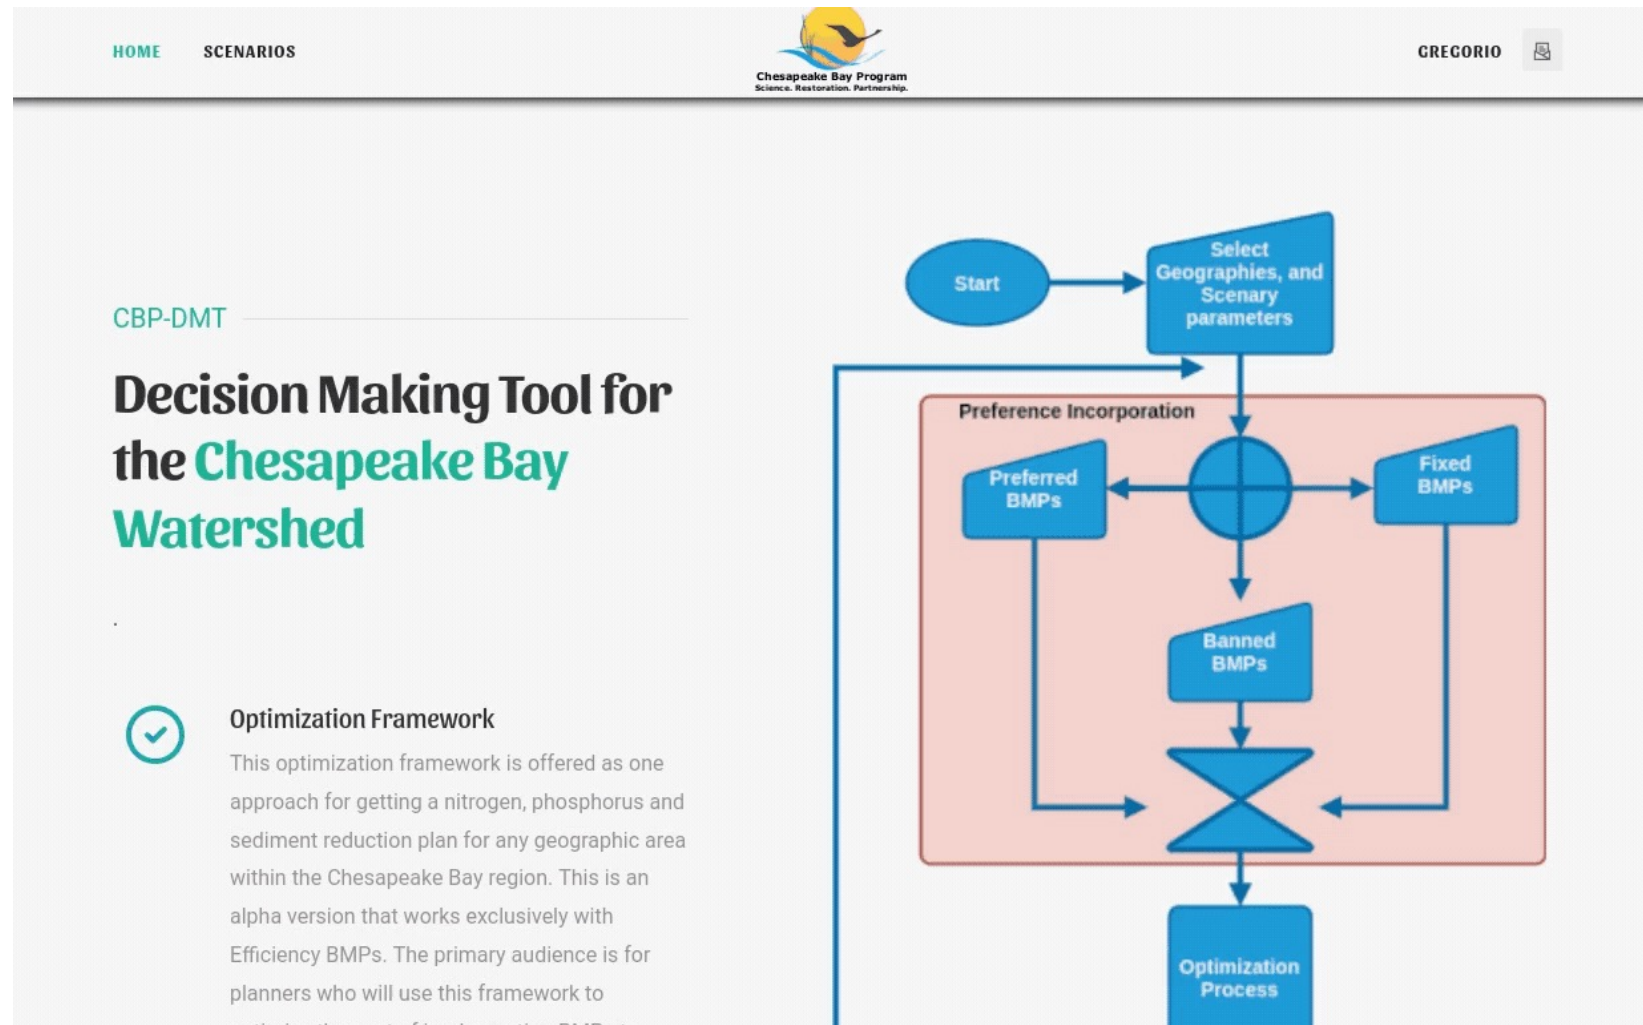 HOME
SCENARIOS
Chesapeake Bay Program
Science. Restoration. Partnership.
GREGORIO
CBP-DMT
Decision Making Tool for
the Chesapeake Bay
Watershed
.
Optimization Framework
This optimization framework is offered as one
approach for getting a nitrogen, phosphorus and
sediment reduction plan for any geographic area
within the Chesapeake Bay region. This is an
alpha version that works exclusively with
Efficiency BMPs. The primary audience is for
planners who will use this framework to
Start
Select
Geographies, and
Scenary
parameters
Preference Incorporation
Preferred
BMPs
Fixed
BMPs
Banned
BMPs
Optimization
Process